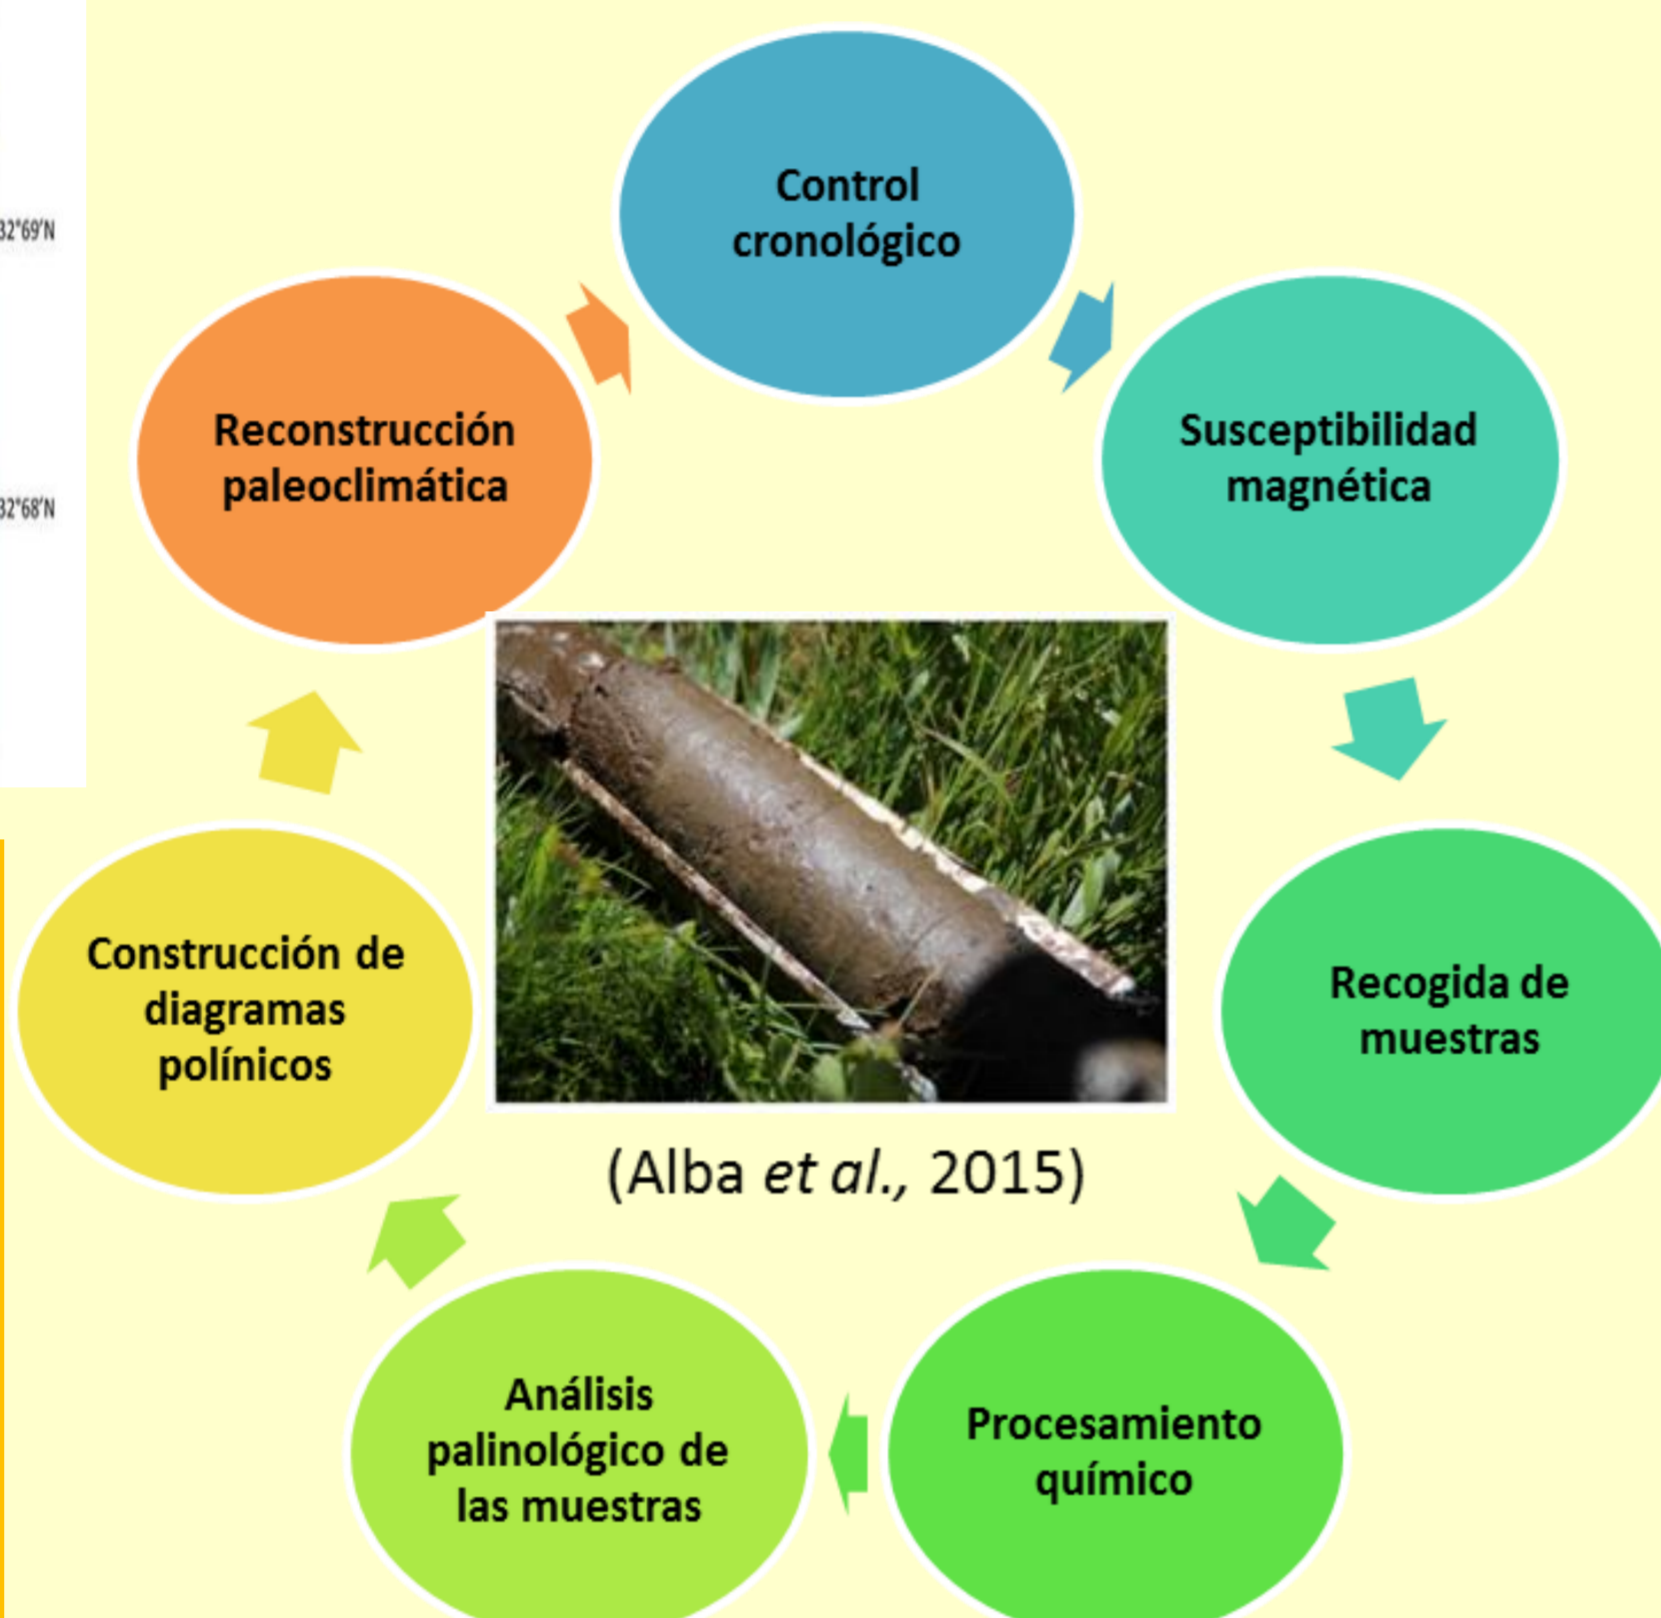 Control
cronológico
32°69'N
Reconstrucción
paleoclimática
Susceptibilidad
magnética
32°68'N
Construcción de
diagramas
polínicos
Recogida de
muestras
(Alba et al., 2015)
Análisis
palinológico de
las muestras
Procesamiento
químico